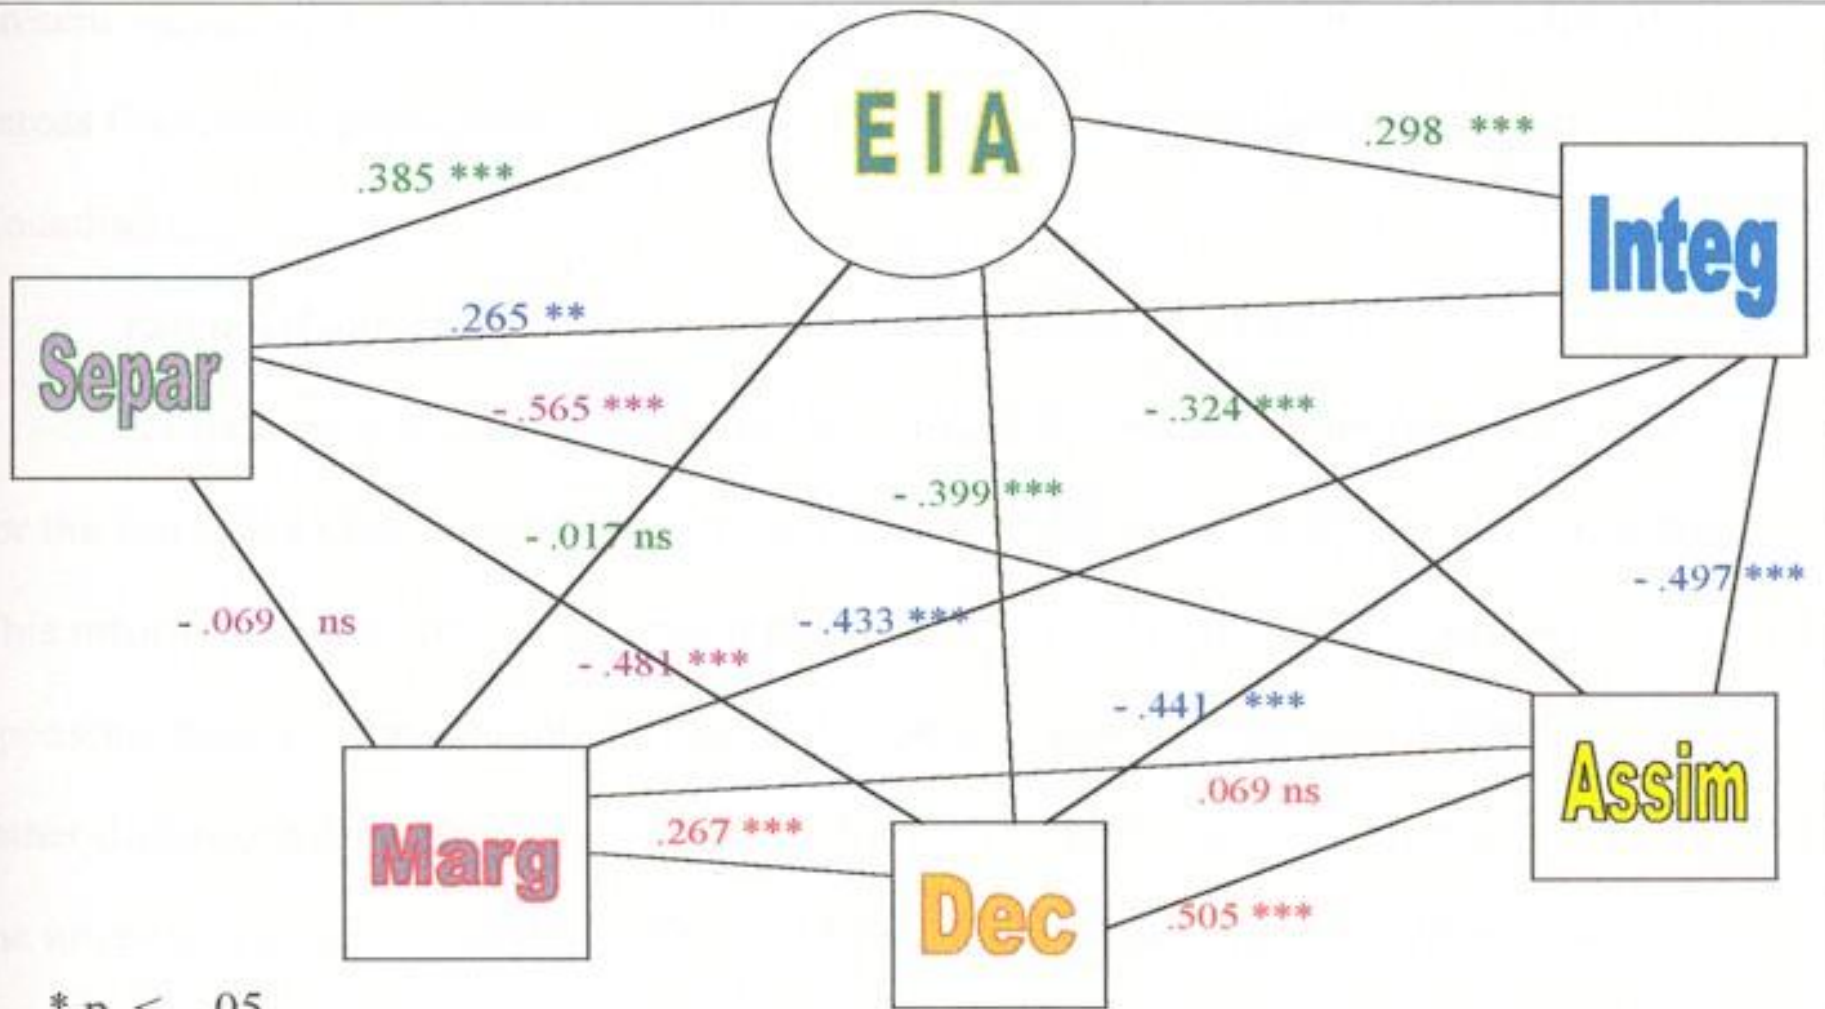 E I A
.298 ***
.385 ***
Integ
.265 **
Separ
- .565 ***
- .324 ***
- .399 ***
- .017 ns
- .497 ***
- .069 ns
- .433 ***
- .481 ***
- .441 ***
Assim
.069 ns
.267 ***
Marg
Dec
.505 ***
* p < .05